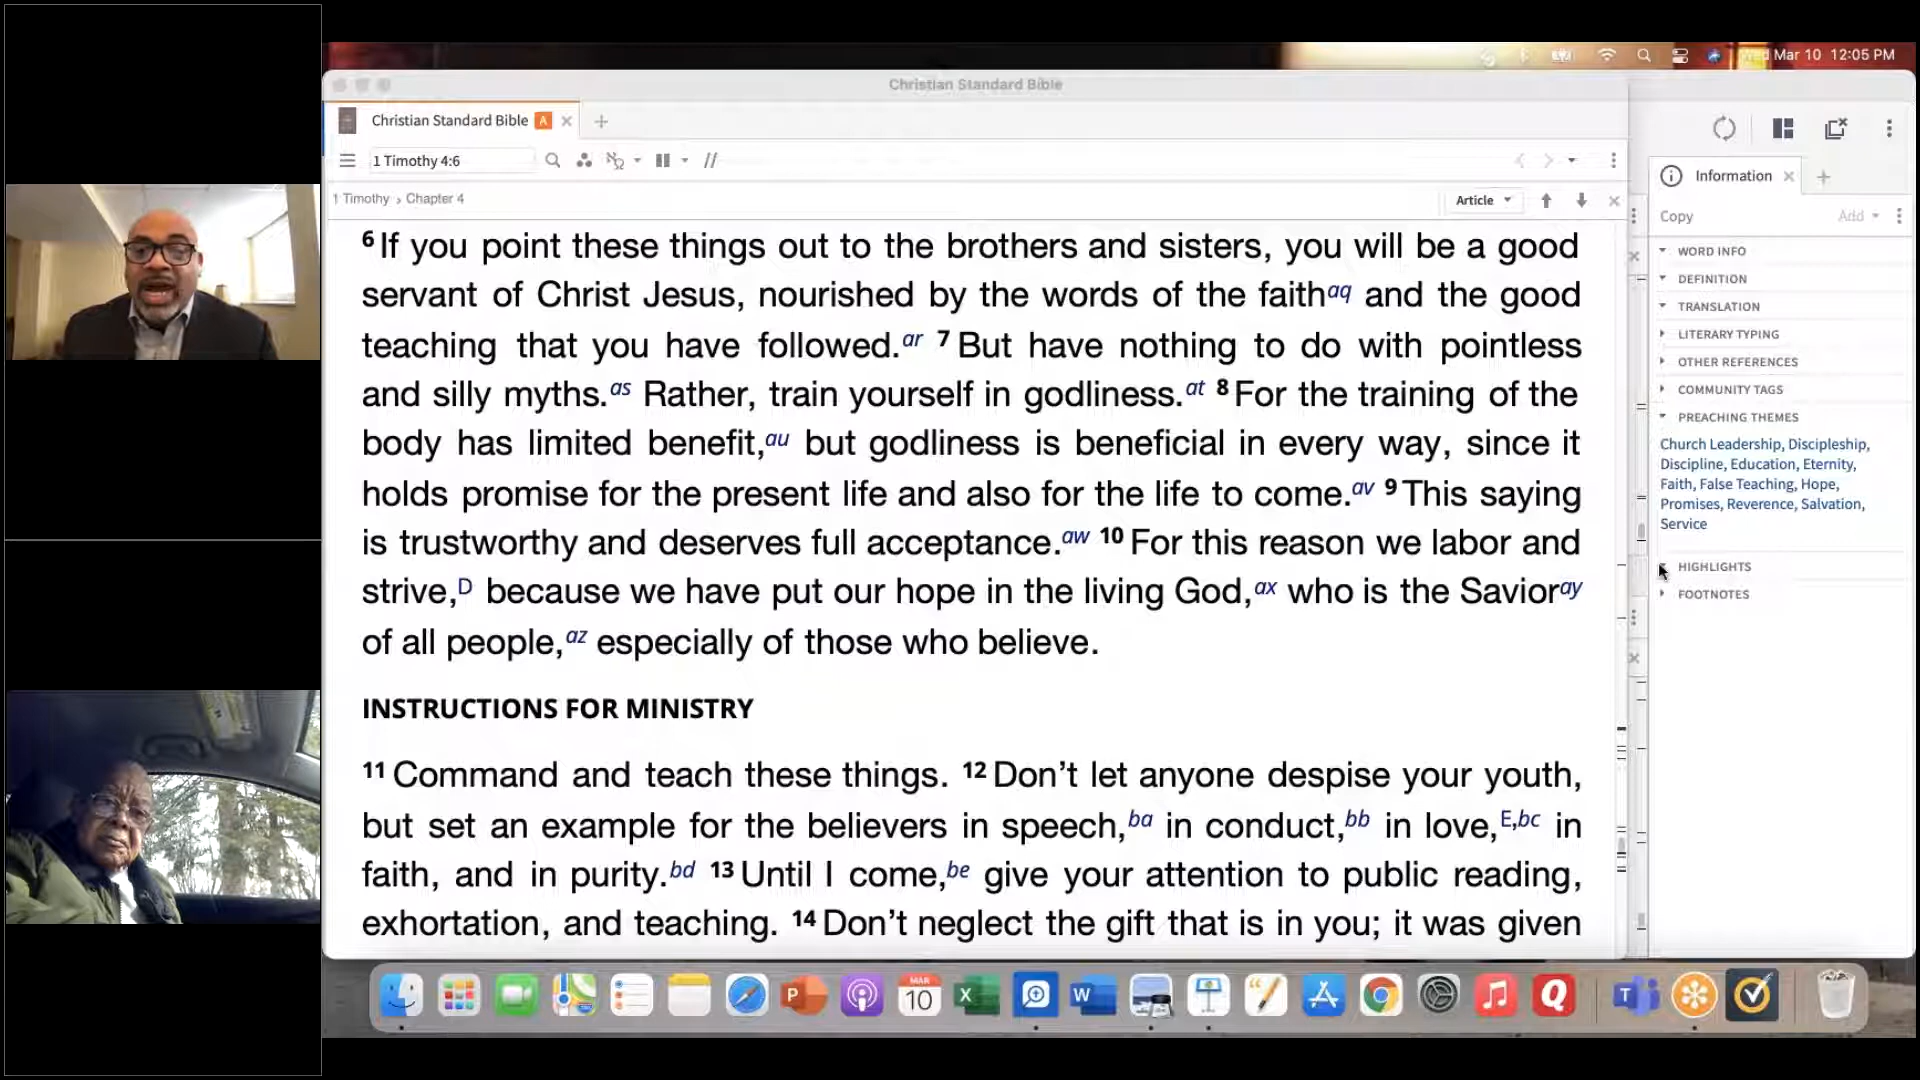 Wed Mar 10 12:05 PM
Christian Standard Bible
Christian Standard Bible A
1 Timothy 4:6
1 Timothy › Chapter 4
Article
6 If you point these things out to the brothers and sisters, you will be a good
servant of Christ Jesus, nourished by the words of the faith aq and the good
teaching that you have followed. ar 7 But have nothing to do with pointless
and silly myths. as Rather, train yourself in godliness. at 8 For the training of the
body has limited benefit, au but godliness is beneficial in every way, since it
holds promise for the present life and also for the life to come. av 9 This saying
is trustworthy and deserves full acceptance. aw 10 For this reason we labor and
strive, D because we have put our hope in the living God, ax who is the Savior ay
of all people, az especially of those who believe.
INSTRUCTIONS FOR MINISTRY
11 Command and teach these things. 12 Don’t let anyone despise your youth,
but set an example for the believers in speech, ba in conduct, bb in love, E,bc in
faith, and in purity. bd 13 Until I come, be give your attention to public reading,
exhortation, and teaching. 14 Don’t neglect the gift that is in you; it was given
Information
Copy
Add
WORD INFO
DEFINITION
TRANSLATION
LITERARY TYPING
OTHER REFERENCES
COMMUNITY TAGS
PREACHING THEMES
Church Leadership, Discipleship,
Discipline, Education, Eternity,
Faith, False Teaching, Hope,
Promises, Reverence, Salvation,
Service
HIGHLIGHTS
FOOTNOTES
P
MAR
10
X
W
Q
T